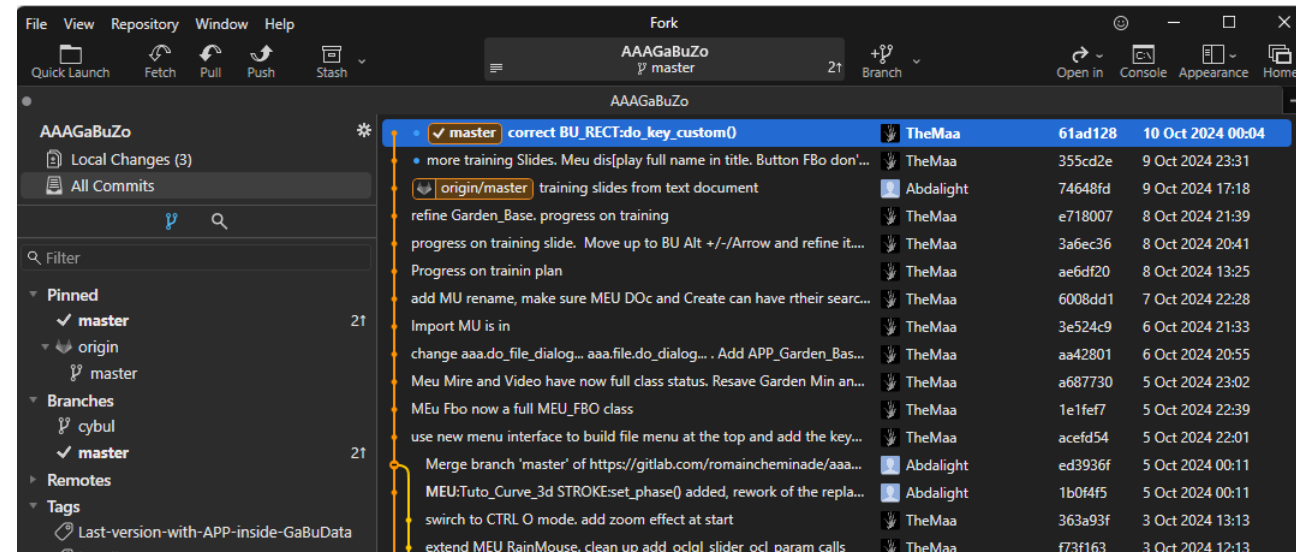 File View Repository Window Help Fork
Quick Launch Fetch Pull Push Stash AAAGaBuZo master 2↑ Branch Open in Console Appearance Home
AAAGaBuZo
AAAGaBuZo
Local Changes (3)
All Commits
Filter
Pinned
master 2↑
origin
master
Branches
cybul
master 2↑
Remotes
Tags
Last-version-with-APP-inside-GaBuData
master correct BU_RECT:do_key_custom() TheMaa 61ad128 10 Oct 2024 00:04
more training Slides. Meu dis[play full name in title. Button FBo don'... TheMaa 355cd2e 9 Oct 2024 23:31
origin/master training slides from text document Abdalight 74648fd 9 Oct 2024 17:18
refine Garden_Base. progress on training TheMaa e718007 8 Oct 2024 21:39
progress on training slide. Move up to BU Alt +/-/Arrow and refine it.... TheMaa 3a6ec36 8 Oct 2024 20:41
Progress on trainin plan TheMaa ae6df20 8 Oct 2024 13:25
add MU rename, make sure MEU DOc and Create can have rtheir searc... TheMaa 6008dd1 7 Oct 2024 22:28
Import MU is in TheMaa 3e524c9 6 Oct 2024 21:33
change aaa.do_file_dialog... aaa.file.do_dialog... . Add APP_Garden_Bas... TheMaa aa42801 6 Oct 2024 20:55
Meu Mire and Video have now full class status. Resave Garden Min an... TheMaa a687730 5 Oct 2024 23:02
MEu Fbo now a full MEU_FBO class TheMaa 1e1fef7 5 Oct 2024 22:39
use new menu interface to build file menu at the top and add the key... TheMaa acefd54 5 Oct 2024 22:01
Merge branch 'master' of https://gitlab.com/romaincheminade/aaa... Abdalight ed3936f 5 Oct 2024 00:11
MEU:Tuto_Curve_3d STROKE:set_phase() added, rework of the repla... Abdalight 1b0f4f5 5 Oct 2024 00:11
swirch to CTRL O mode. add zoom effect at start TheMaa 363a93f 3 Oct 2024 13:13
extend MEU RainMouse. clean up add_oclgl_slider_ocl_param calls TheMaa f73f163 3 Oct 2024 12:13